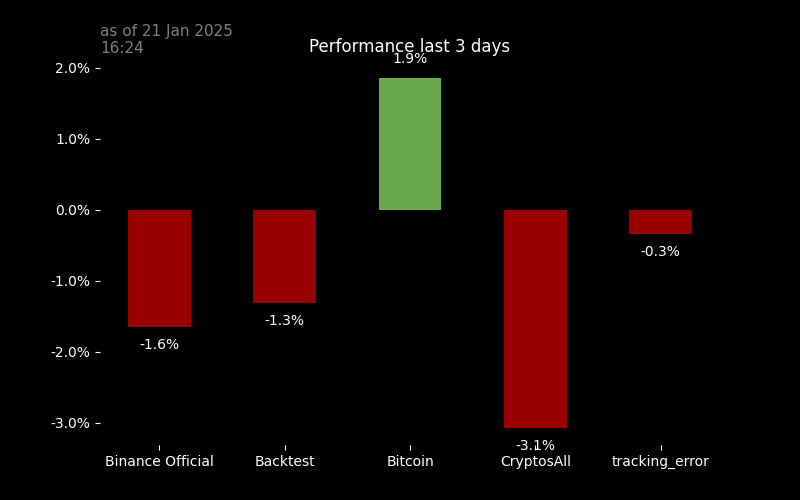 as of 21 Jan 2025
16:24
Performance last 3 days
1.9%
2.0%
1.0%
0.0%
-1.0%
-2.0%
-3.0%
-1.6%
-1.3%
-3.1%
-0.3%
Binance Official
Backtest
Bitcoin
CryptosAll
tracking_error